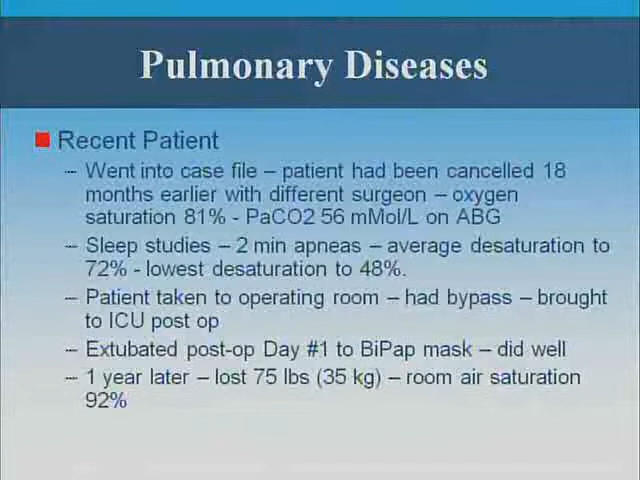 Pulmonary Diseases
Recent Patient
– Went into case file – patient had been cancelled 18
months earlier with different surgeon – oxygen
saturation 81% - PaCO2 56 mMol/L on ABG
– Sleep studies – 2 min apneas – average desaturation to
72% - lowest desaturation to 48%.
– Patient taken to operating room – had bypass – brought
to ICU post op
– Extubated post-op Day #1 to BiPap mask – did well
– 1 year later – lost 75 lbs (35 kg) – room air saturation
92%